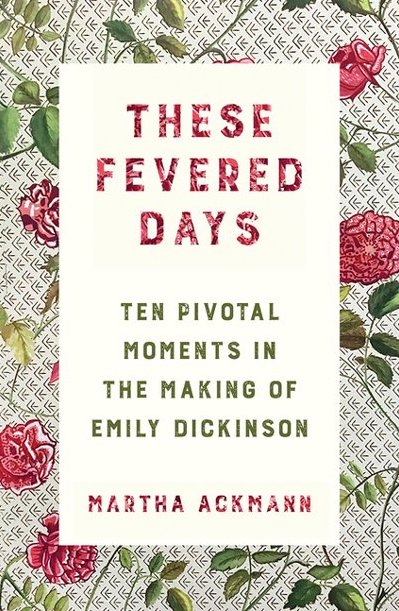 THESE
FEVERED
DAYS
TEN PIVOTAL
MOMENTS IN
THE MAKING OF
EMILY DICKINSON
MARTHA ACKMANN